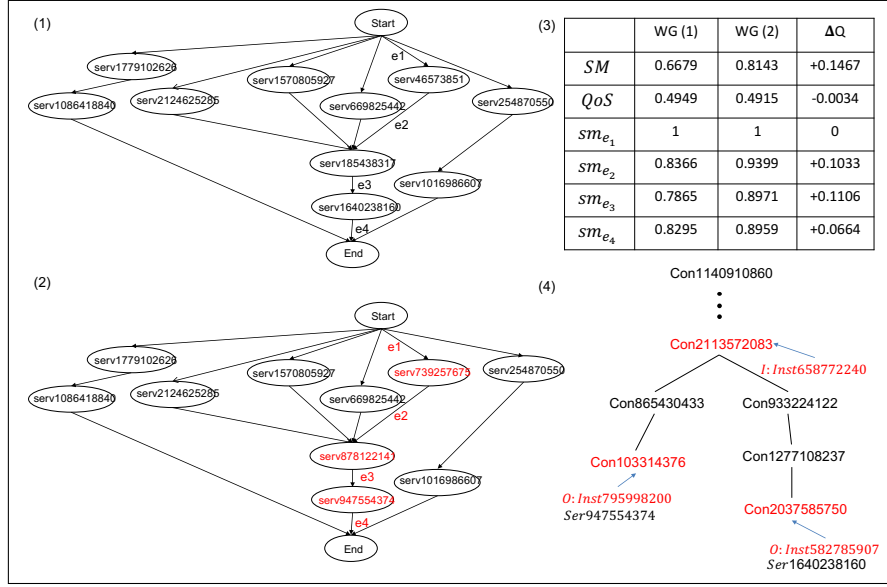 (1)
Start
e1
serv1779102626
serv1570805927
serv46573851
serv1086418840
serv2124625285
serv669825442
serv254870550
e2
serv185438317
e3
serv1016986607
serv1640238160
e4
End
(2)
Start
e1
serv1779102626
serv1570805927
serv739257675
serv254870550
serv1086418840
serv2124625285
serv669825442
e2
serv878122141
e3
serv1016986607
serv947554374
e4
End
(3)
WG (1) WG (2) ΔQ
SM 0.6679 0.8143 +0.1467
QoS 0.4949 0.4915 -0.0034
sm_e1 1 1 0
sm_e2 0.8366 0.9399 +0.1033
sm_e3 0.7865 0.8971 +0.1106
sm_e4 0.8295 0.8959 +0.0664
(4)
Con1140910860
Con2113572083
I: Inst658772240
Con865430433
Con933224122
Con103314376
Con1277108237
O: Inst795998200
Ser947554374
Con2037585750
O: Inst582785907
Ser1640238160